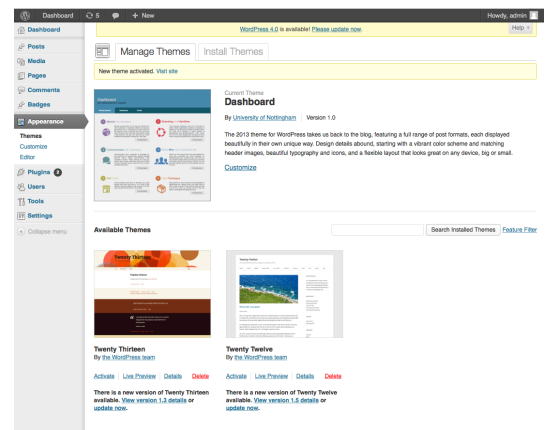 Dashboard 5 + New Howdy, admin
WordPress 4.0 is available! Please update now.
Help
Dashboard
Posts
Media
Pages
Comments
Badges
Appearance
Themes
Customize
Editor
Plugins 2
Users
Tools
Settings
Collapse menu
Manage Themes Install Themes
New theme activated. Visit site
Current Theme
Dashboard
By University of Nottingham Version 1.0
The 2013 theme for WordPress takes us back to the blog, featuring a full range of post formats, each displayed
beautifully in their own unique way. Design details abound, starting with a vibrant color scheme and matching
header images, beautiful typography and icons, and a flexible layout that looks great on any device, big or small.
Customize
Available Themes
Search Installed Themes Feature Filter
Twenty Thirteen
Twenty Twelve
Twenty Thirteen
By the WordPress team
Activate Live Preview Details Delete
There is a new version of Twenty Thirteen
available. View version 1.3 details or
update now.
Twenty Twelve
By the WordPress team
Activate Live Preview Details Delete
There is a new version of Twenty Twelve
available. View version 1.5 details or
update now.